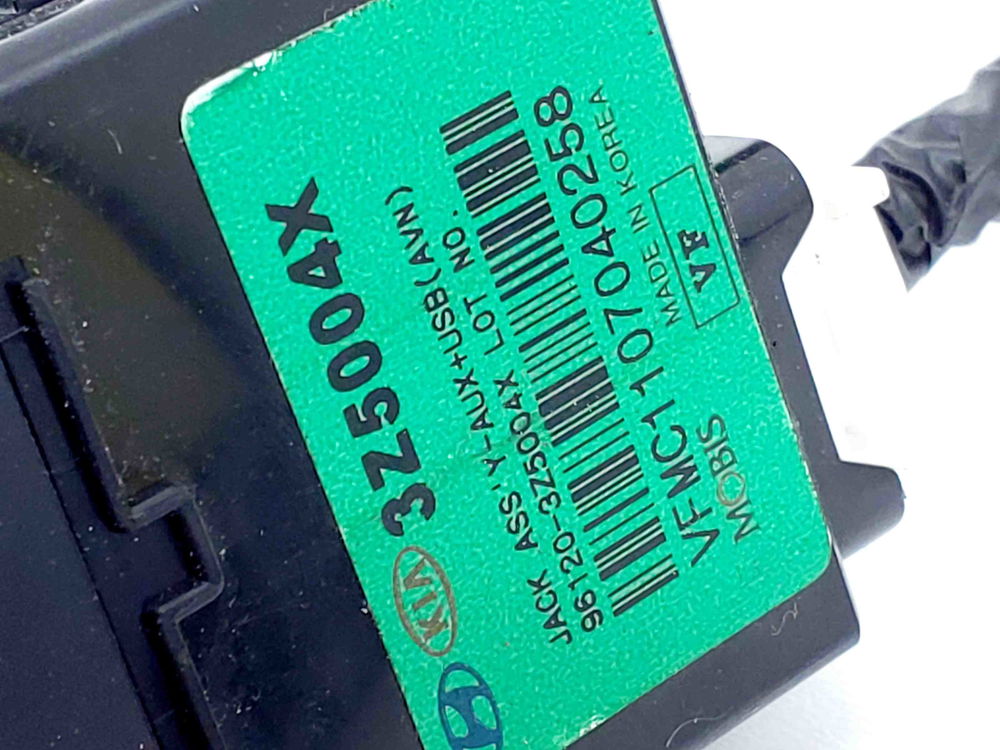 KIA 3Z5004X
JACK ASS'Y-AUX+USB(AVN)
96120-3Z5004X LOT NO.
VFMC1107040258
MOBIS
MADE IN KOREA
VF